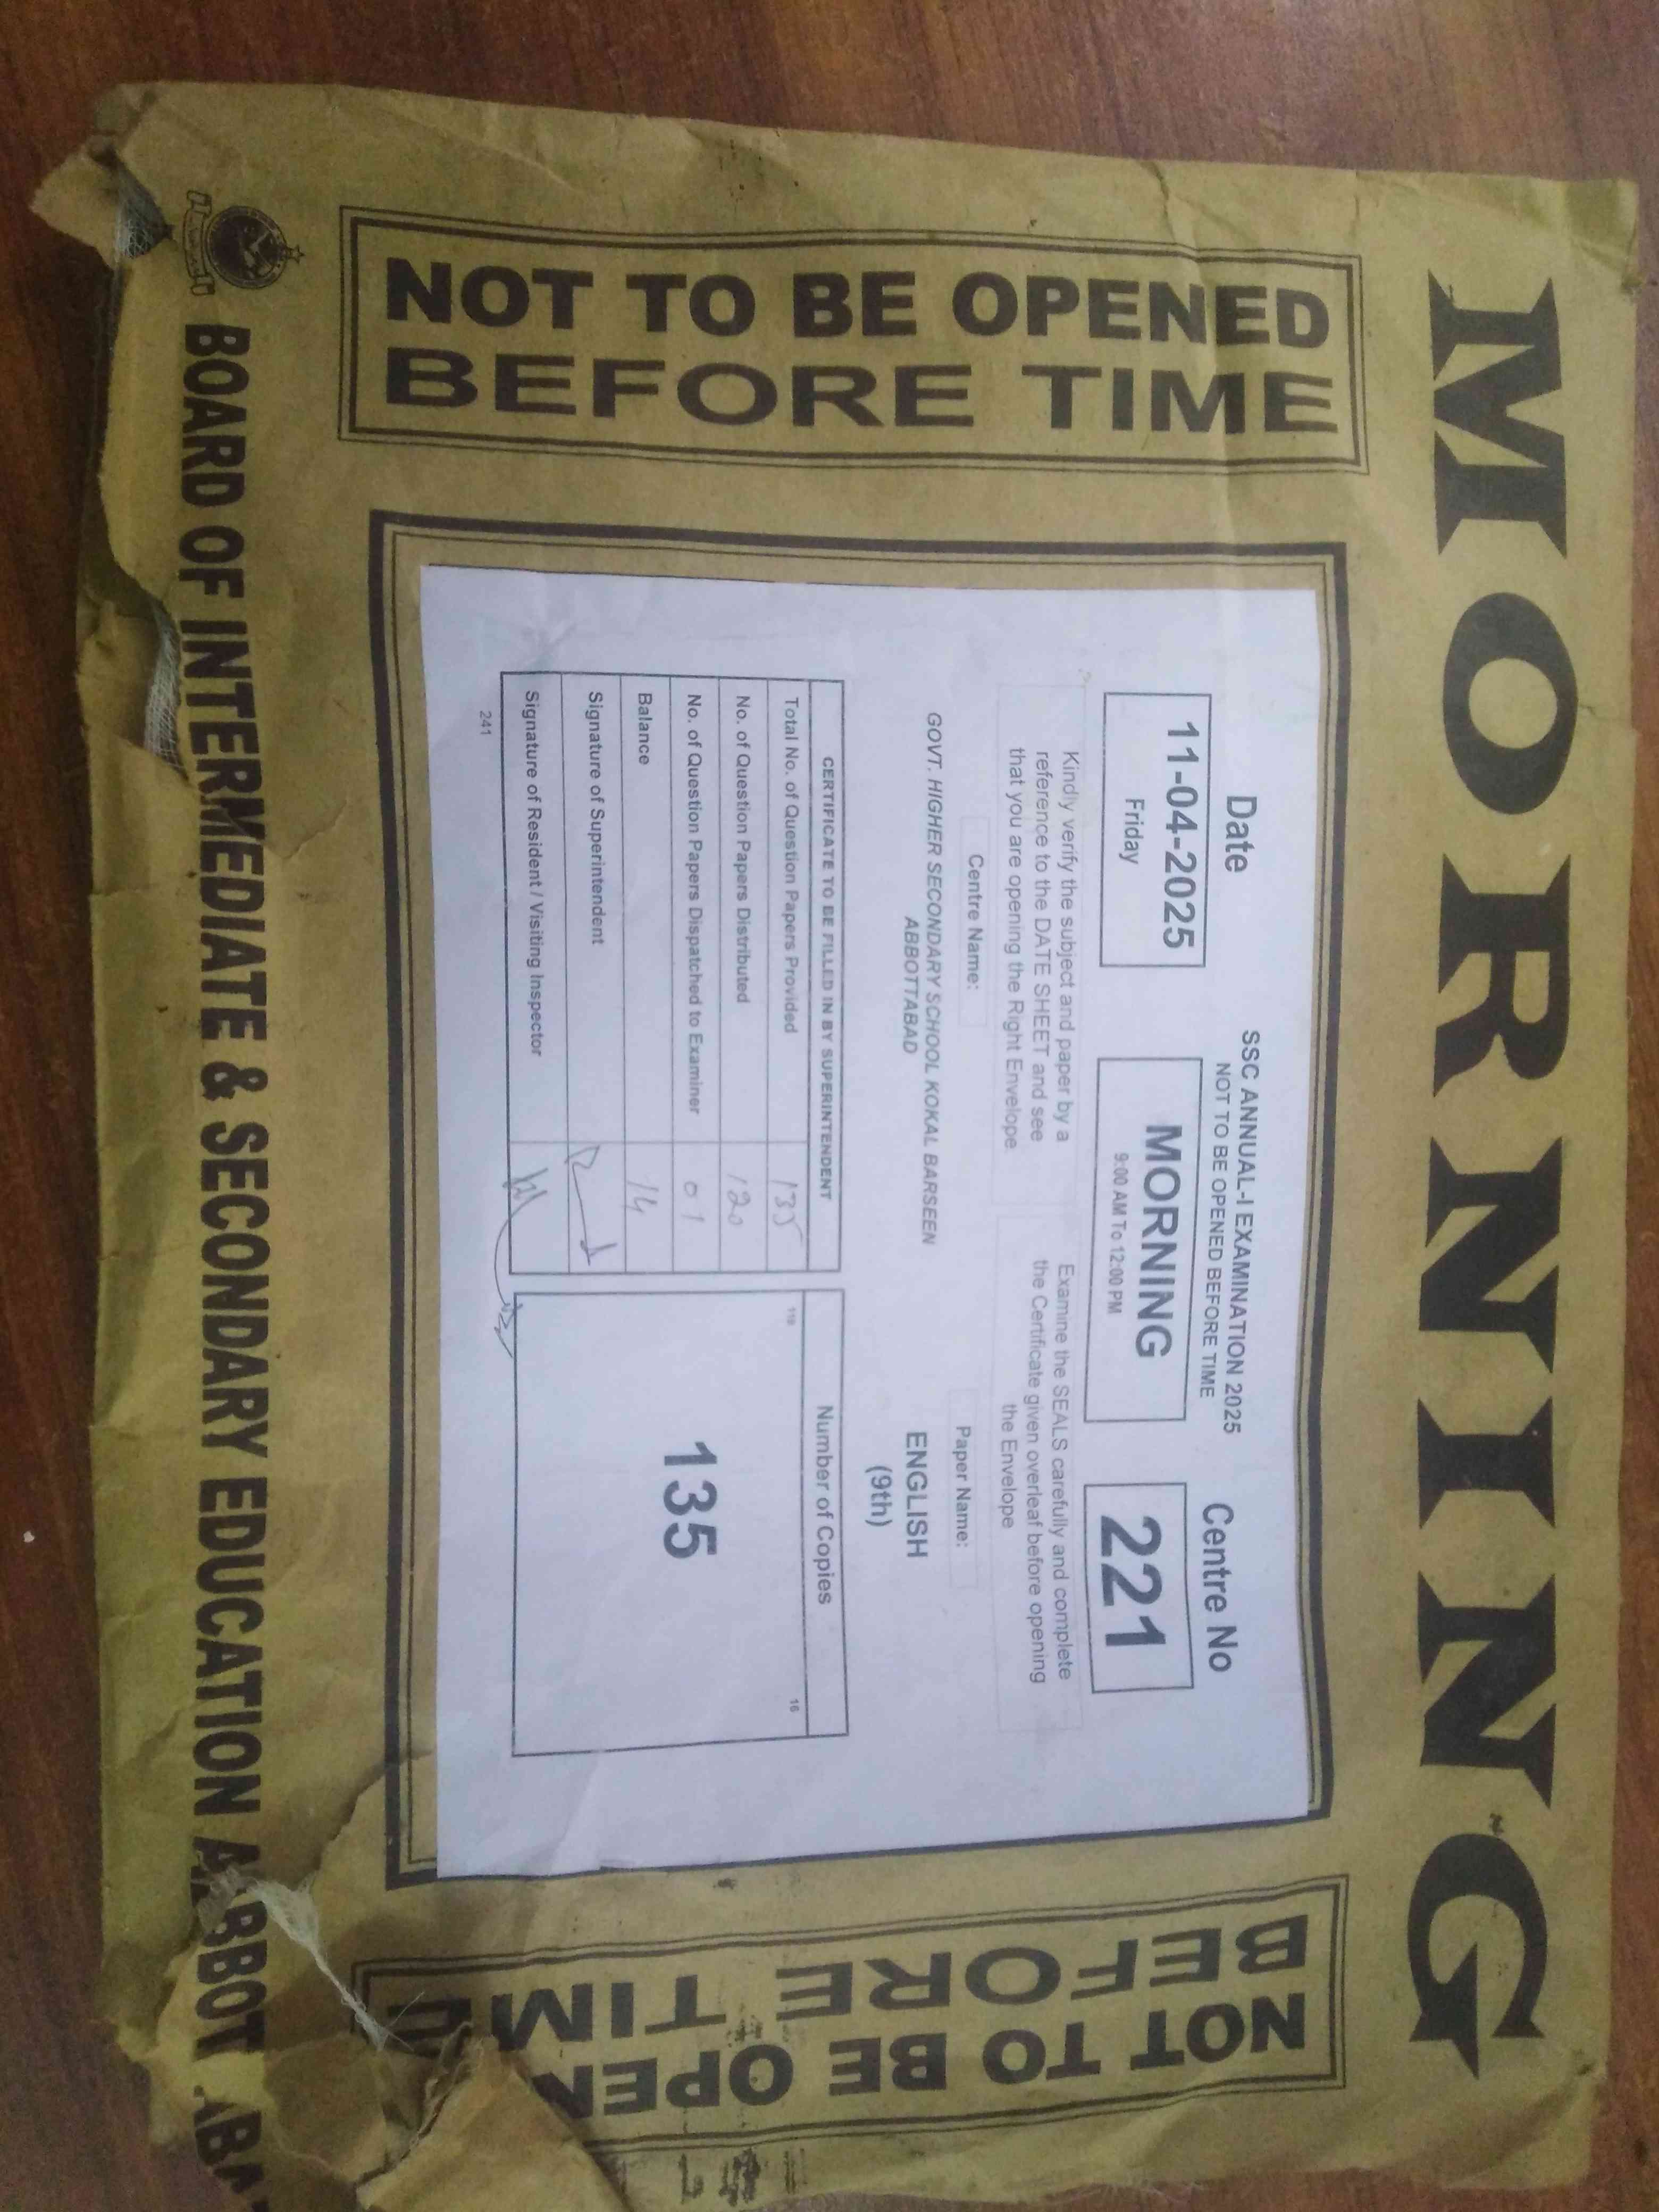 MORNING
NOT TO BE OPENED
BEFORE TIME
Date
11-04-2025
Friday
SSC ANNUAL-I EXAMINATION 2025
NOT TO BE OPENED BEFORE TIME
MORNING
9:00 AM To 12:00 PM
Centre No
221
Kindly verify the subject and paper by a
reference to the DATE SHEET and see
that you are opening the Right Envelope
Examine the SEALS carefully and complete
the Certificate given overleaf before opening
the Envelope
Centre Name:
GOVT. HIGHER SECONDARY SCHOOL KOKAL BARSEEN
ABBOTTABAD
Paper Name:
ENGLISH
(9th)
CERTIFICATE TO BE FILLED IN BY SUPERINTENDENT
Total No. of Question Papers Provided 135
No. of Question Papers Distributed 120
No. of Question Papers Dispatched to Examiner 01
Balance 14
Signature of Superintendent
Signature of Resident / Visiting Inspector
241
Number of Copies
119 16
135
NOT TO BE OPEN
BEFORE TIM
BOARD OF INTERMEDIATE & SECONDARY EDUCATION ABBOT ABA